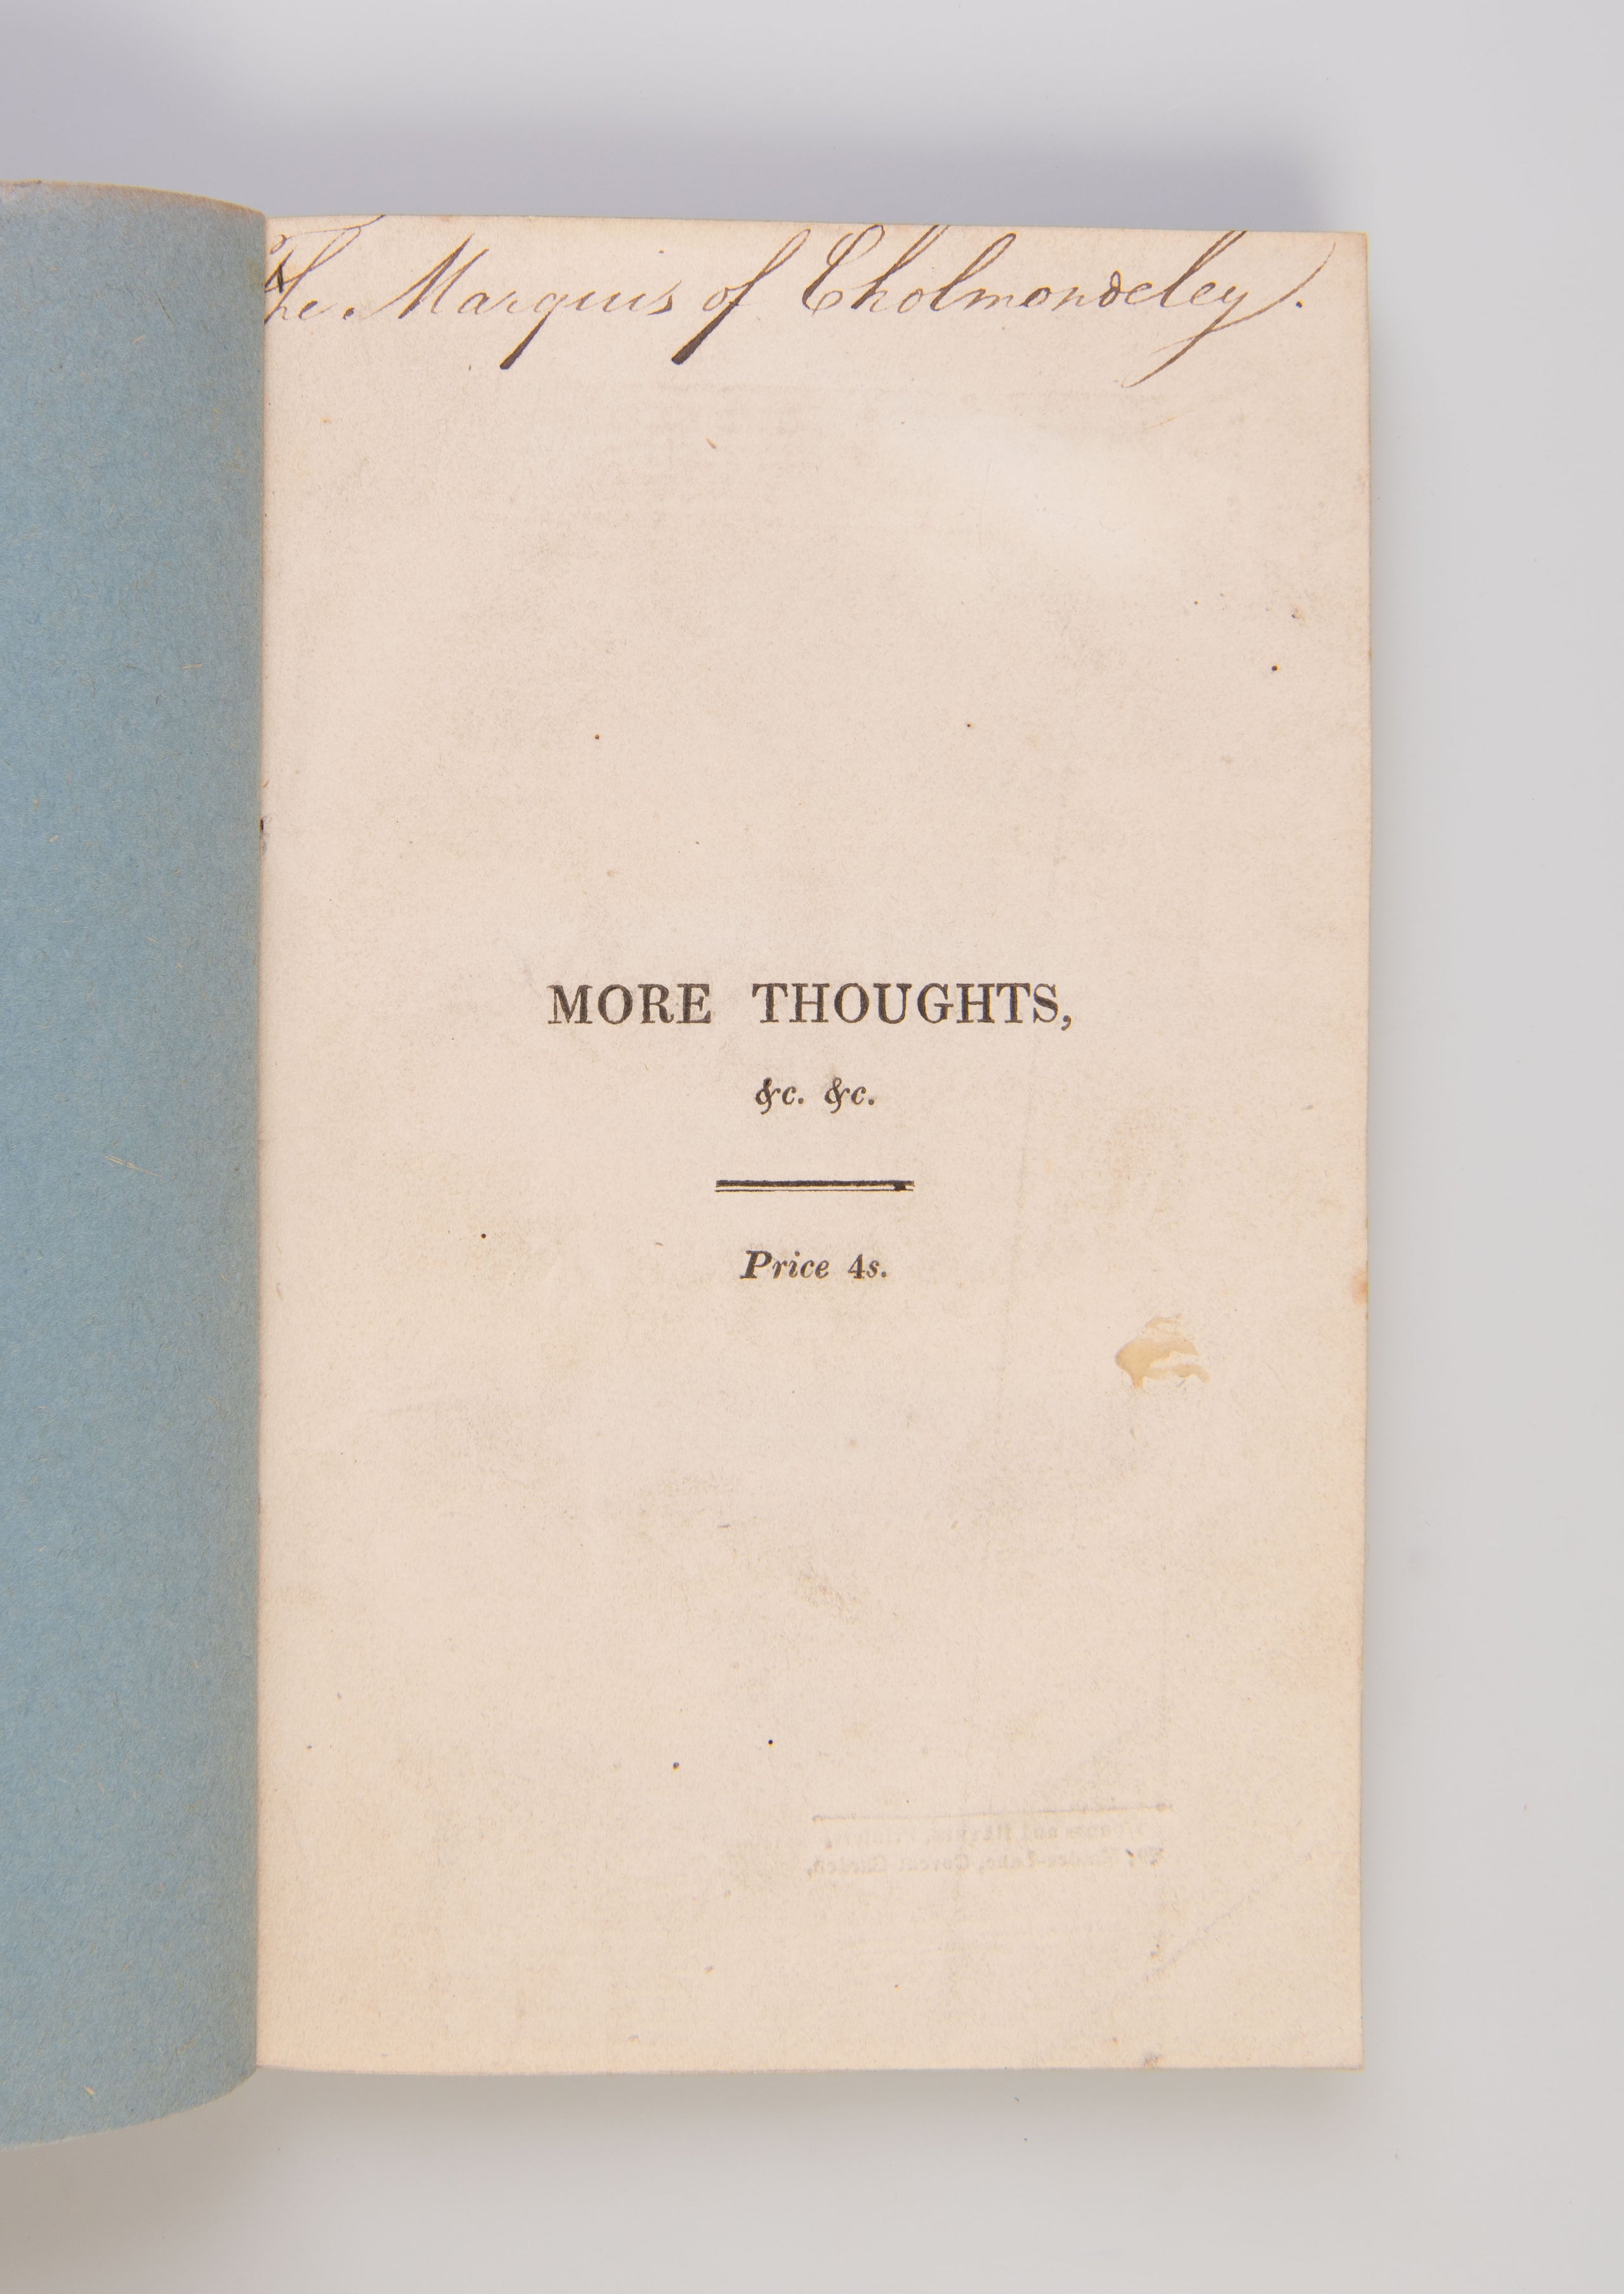 The Marquis of Cholmondeley.
MORE THOUGHTS,
&c. &c.
Price 4s.